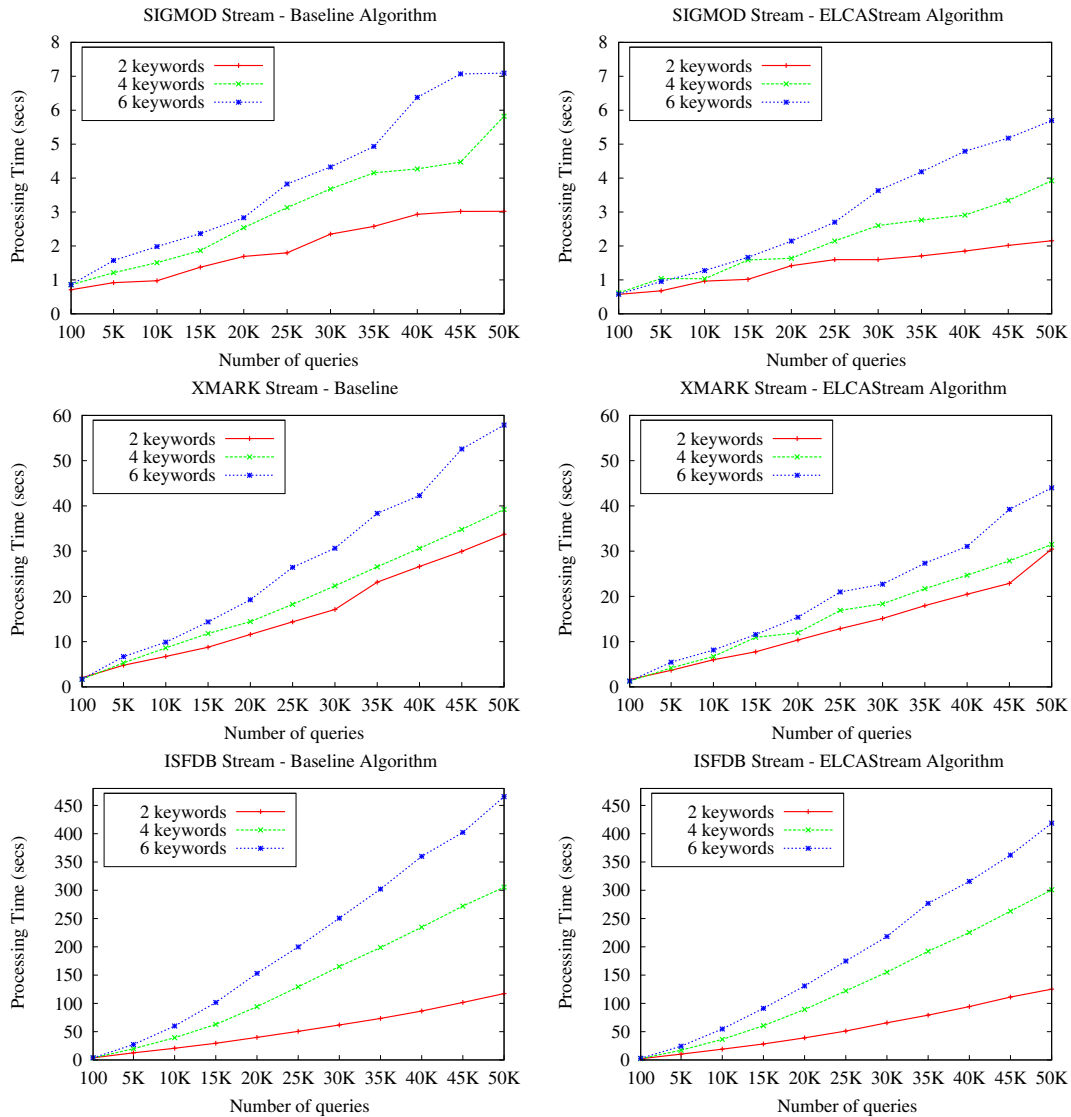 SIGMOD Stream - Baseline Algorithm
Processing Time (secs)
8
7
6
5
4
3
2
1
0
2 keywords
4 keywords
6 keywords
100 5K 10K 15K 20K 25K 30K 35K 40K 45K 50K
Number of queries
SIGMOD Stream - ELCAStream Algorithm
Processing Time (secs)
8
7
6
5
4
3
2
1
0
2 keywords
4 keywords
6 keywords
100 5K 10K 15K 20K 25K 30K 35K 40K 45K 50K
Number of queries
XMARK Stream - Baseline
Processing Time (secs)
60
50
40
30
20
10
0
2 keywords
4 keywords
6 keywords
100 5K 10K 15K 20K 25K 30K 35K 40K 45K 50K
Number of queries
XMARK Stream - ELCAStream Algorithm
Processing Time (secs)
60
50
40
30
20
10
0
2 keywords
4 keywords
6 keywords
100 5K 10K 15K 20K 25K 30K 35K 40K 45K 50K
Number of queries
ISFDB Stream - Baseline Algorithm
Processing Time (secs)
450
400
350
300
250
200
150
100
50
0
2 keywords
4 keywords
6 keywords
100 5K 10K 15K 20K 25K 30K 35K 40K 45K 50K
Number of queries
ISFDB Stream - ELCAStream Algorithm
Processing Time (secs)
450
400
350
300
250
200
150
100
50
0
2 keywords
4 keywords
6 keywords
100 5K 10K 15K 20K 25K 30K 35K 40K 45K 50K
Number of queries